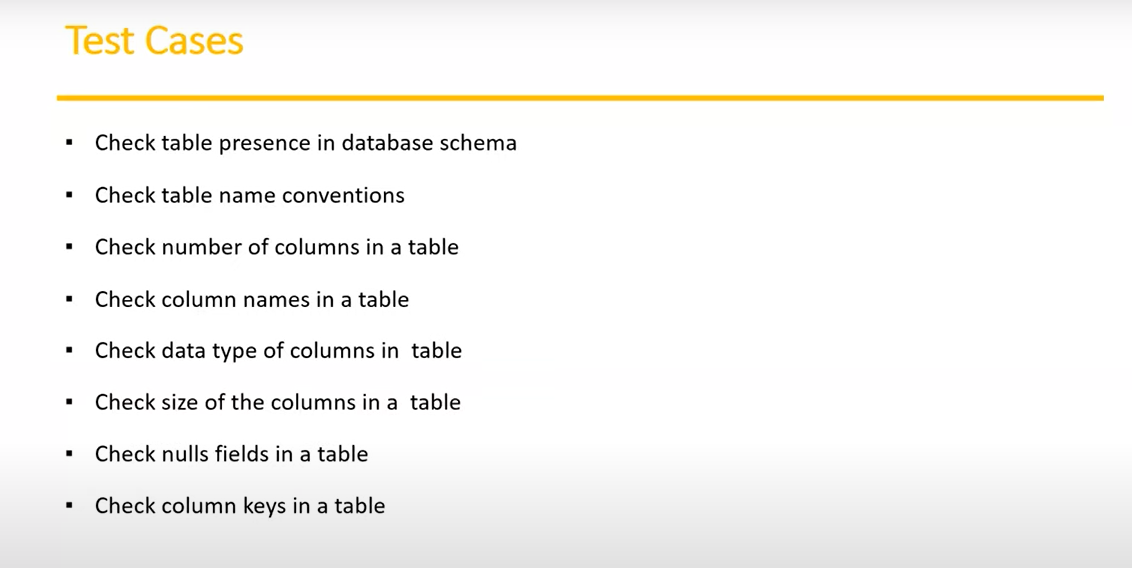 Test Cases
▪ Check table presence in database schema
▪ Check table name conventions
▪ Check number of columns in a table
▪ Check column names in a table
▪ Check data type of columns in  table
▪ Check size of the columns in a  table
▪ Check nulls fields in a table
▪ Check column keys in a table